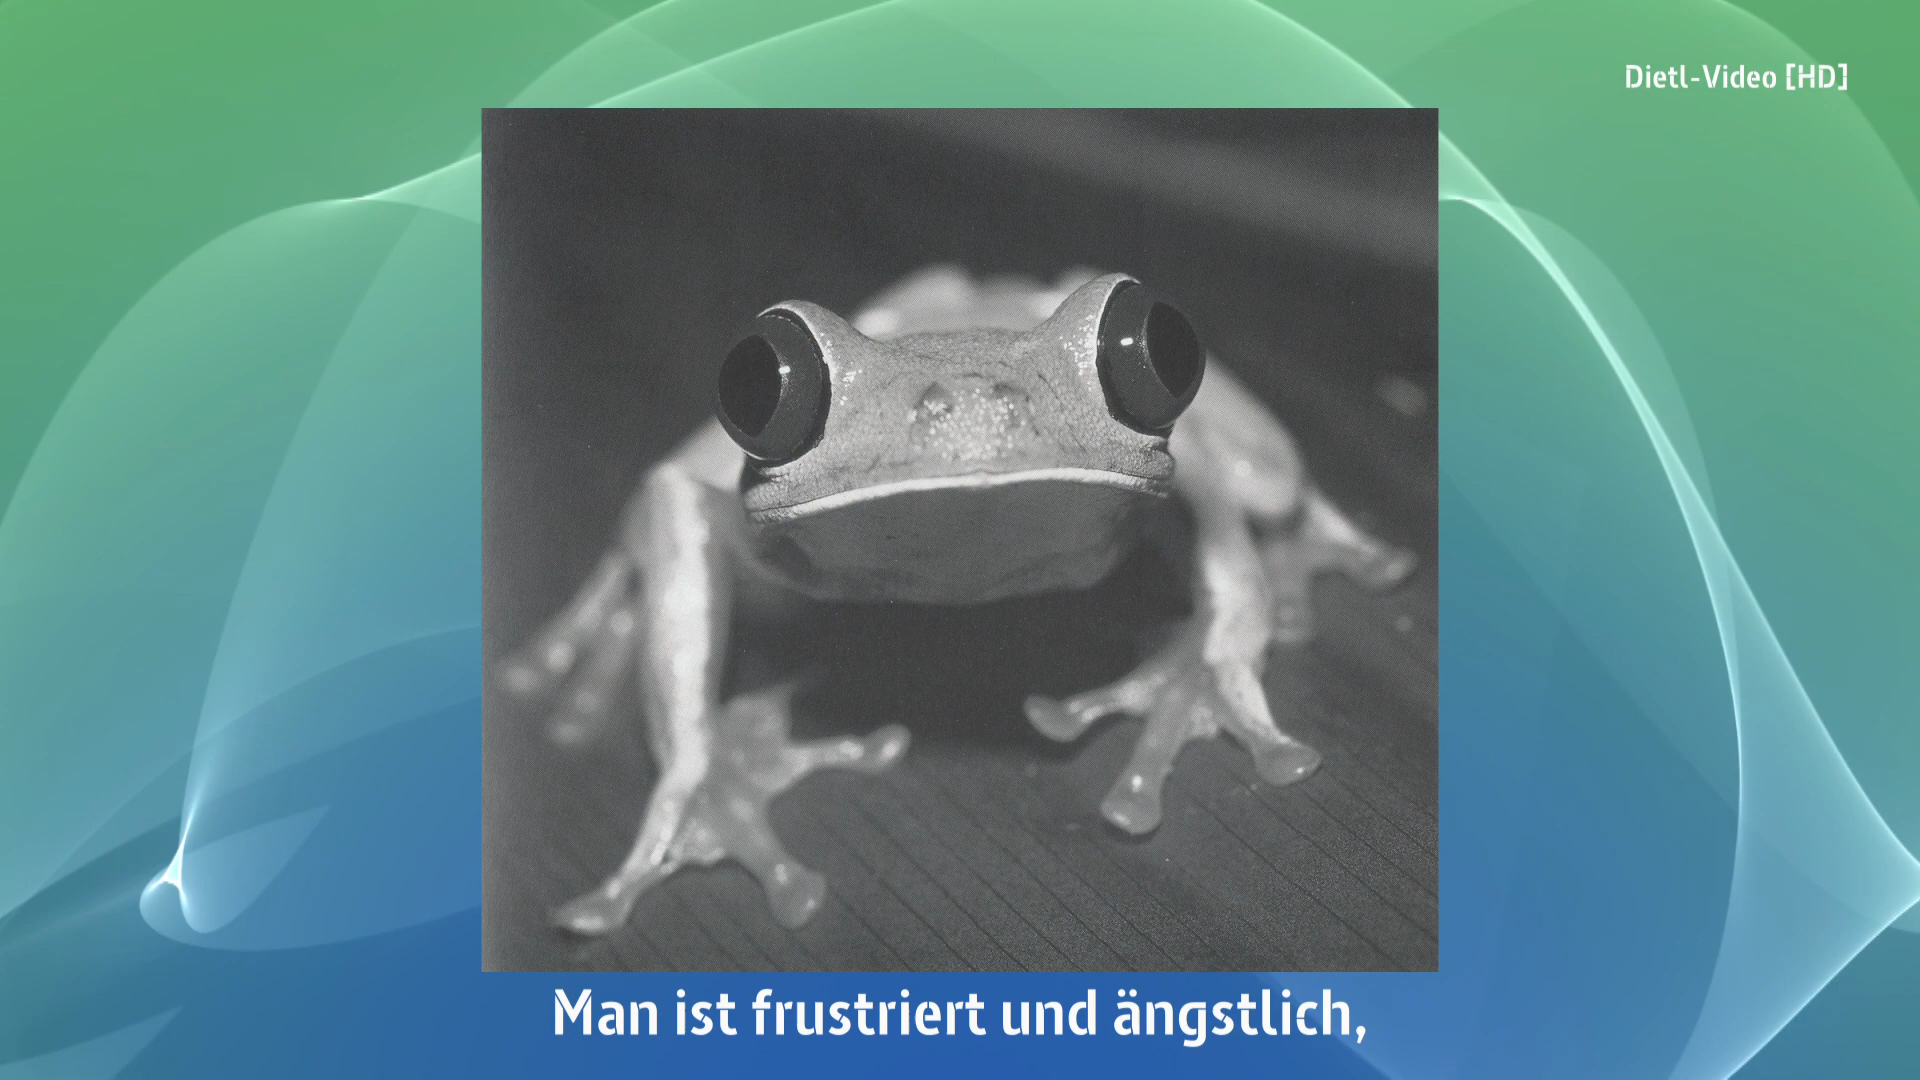 Dietl-Video [HD]
Man ist frustriert und ängstlich,